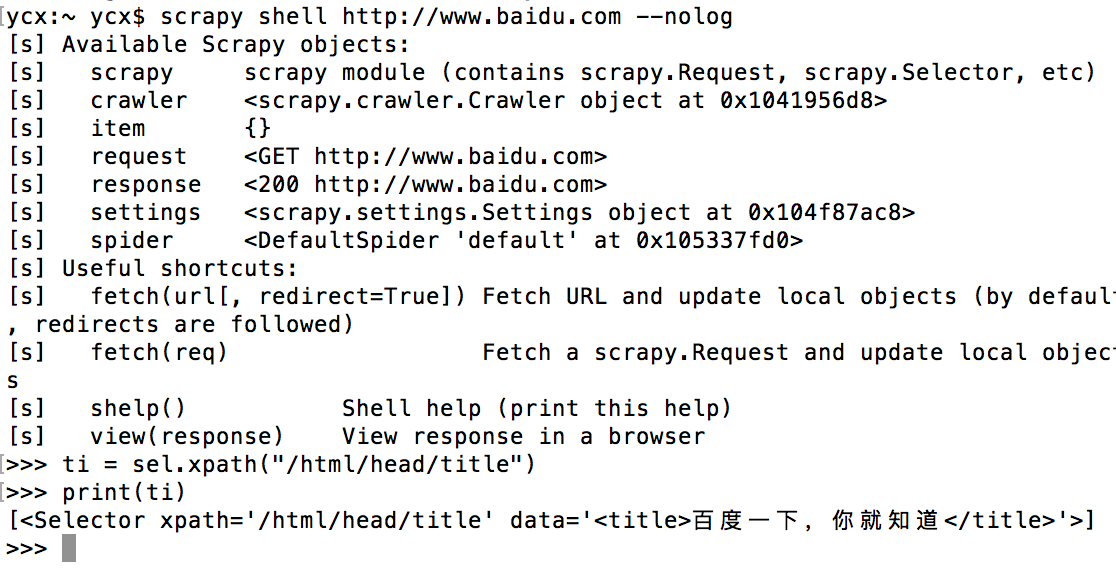 ycx:~ ycx$ scrapy shell http://www.baidu.com --nolog
[s] Available Scrapy objects:
[s]   scrapy     scrapy module (contains scrapy.Request, scrapy.Selector, etc)
[s]   crawler    <scrapy.crawler.Crawler object at 0x1041956d8>
[s]   item       {}
[s]   request    <GET http://www.baidu.com>
[s]   response   <200 http://www.baidu.com>
[s]   settings   <scrapy.settings.Settings object at 0x104f87ac8>
[s]   spider     <DefaultSpider 'default' at 0x105337fd0>
[s] Useful shortcuts:
[s]   fetch(url[, redirect=True]) Fetch URL and update local objects (by default
, redirects are followed)
[s]   fetch(req)                  Fetch a scrapy.Request and update local object
s
[s]   shelp()           Shell help (print this help)
[s]   view(response)    View response in a browser
>>> ti = sel.xpath("/html/head/title")
>>> print(ti)
[<Selector xpath='/html/head/title' data='<title>百度一下，你就知道</title>'>]
>>>